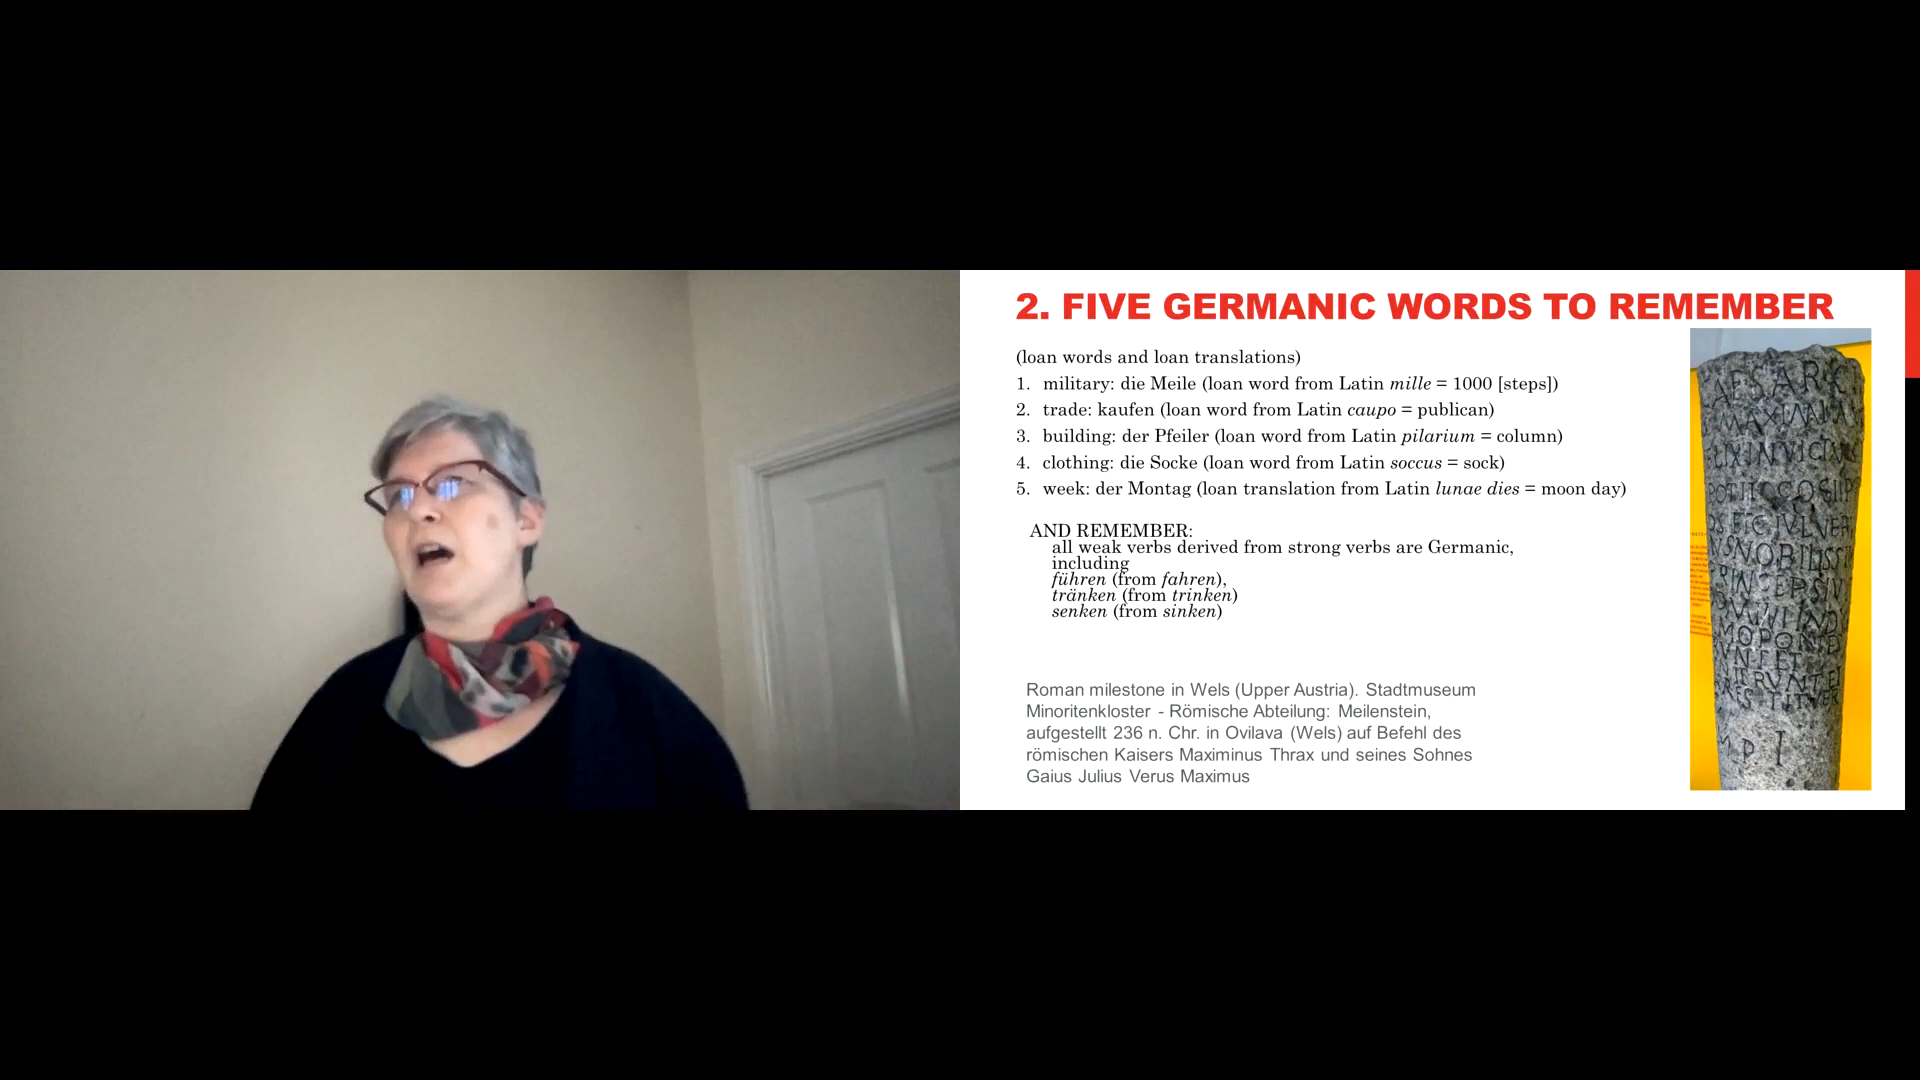 2. FIVE GERMANIC WORDS TO REMEMBER
(loan words and loan translations)
1. military: die Meile (loan word from Latin mille = 1000 [steps])
2. trade: kaufen (loan word from Latin caupo = publican)
3. building: der Pfeiler (loan word from Latin pilarium = column)
4. clothing: die Socke (loan word from Latin soccus = sock)
5. week: der Montag (loan translation from Latin lunae dies = moon day)
AND REMEMBER:
all weak verbs derived from strong verbs are Germanic,
including
führen (from fahren),
tränken (from trinken)
senken (from sinken)
Roman milestone in Wels (Upper Austria). Stadtmuseum
Minoritenkloster - Römische Abteilung: Meilenstein,
aufgestellt 236 n. Chr. in Ovilava (Wels) auf Befehl des
römischen Kaisers Maximinus Thrax und seines Sohnes
Gaius Julius Verus Maximus